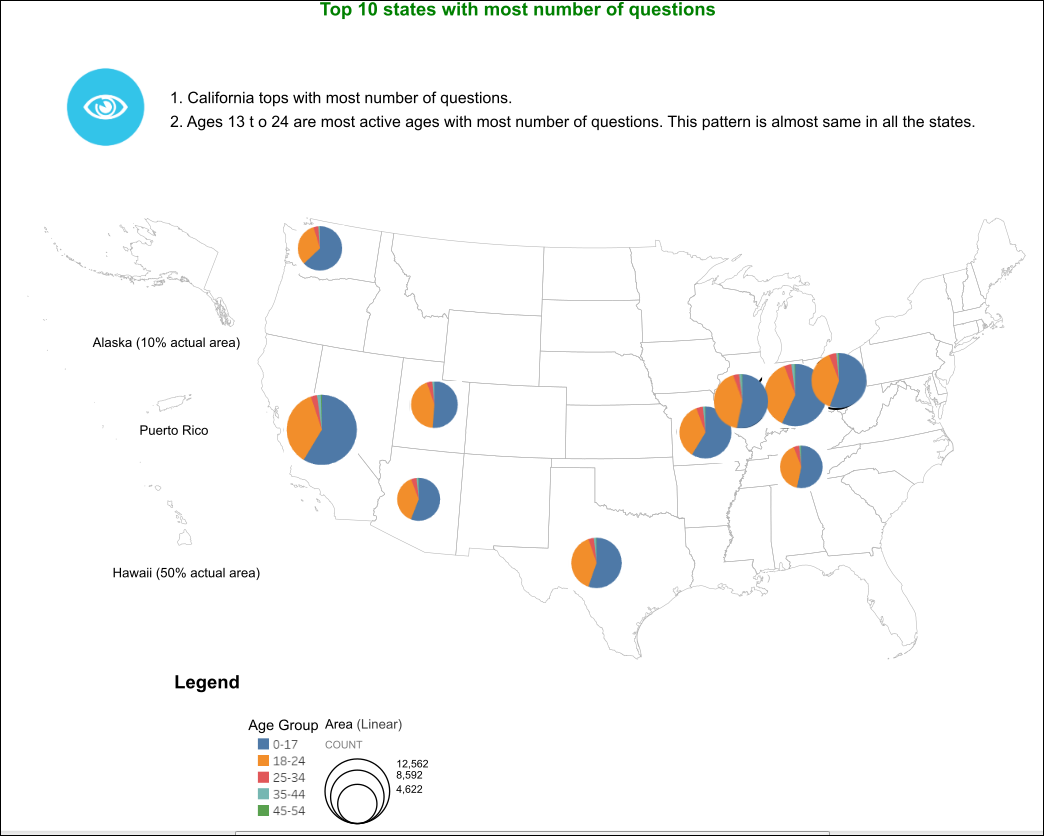 Top 10 states with most number of questions
1. California tops with most number of questions.
2. Ages 13 t o 24 are most active ages with most number of questions. This pattern is almost same in all the states.
Alaska (10% actual area)
Puerto Rico
Hawaii (50% actual area)
Legend
Age Group
0-17
18-24
25-34
35-44
45-54
Area (Linear)
COUNT
12,562
8,592
4,622